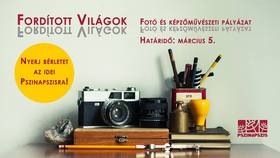 Fordított Világok
Fordított Világok
Fotó és képzőművészeti pályázat
Fotó és képzőművészeti pályázat
Határidő: március 5.
Nyerj bérletet
az idei
Pszinapszisra!
PSZINAPSZIS